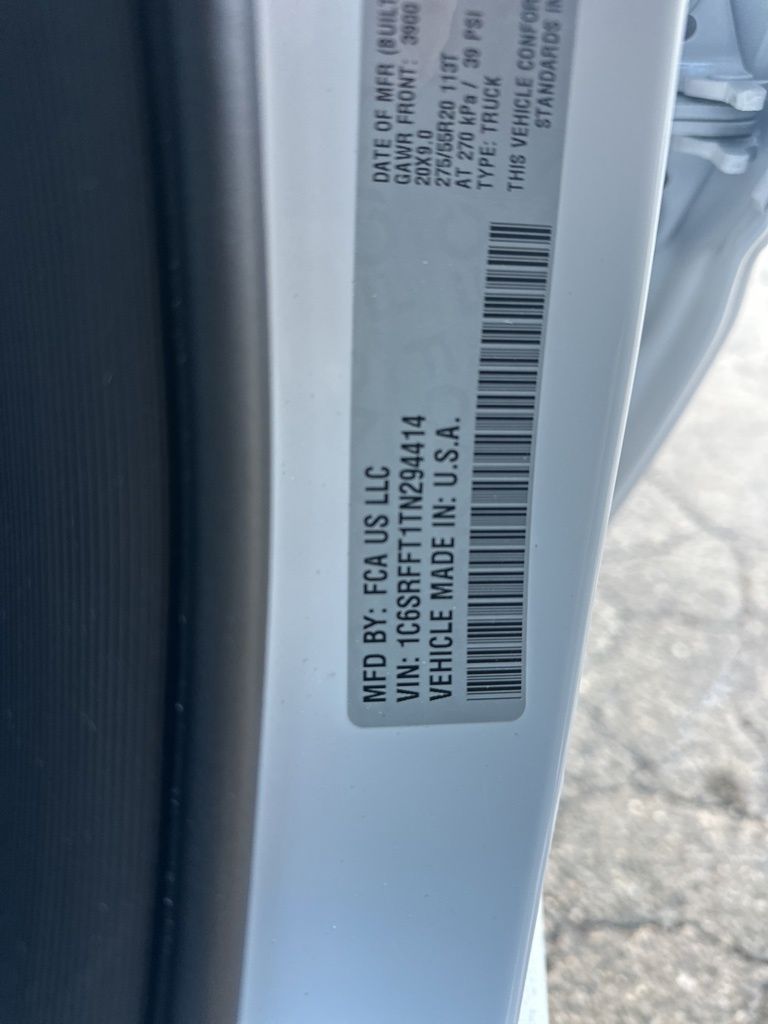 MFD BY: FCA US LLC
VIN: 1C6SRFFT1TN294414
VEHICLE MADE IN: U.S.A.
DATE OF MFR (BUILT
GAWR FRONT: 3900
20X9.0
275/55R20 113T
AT 270 kPa / 39 PSI
TYPE: TRUCK
THIS VEHICLE CONFOR
STANDARDS IN